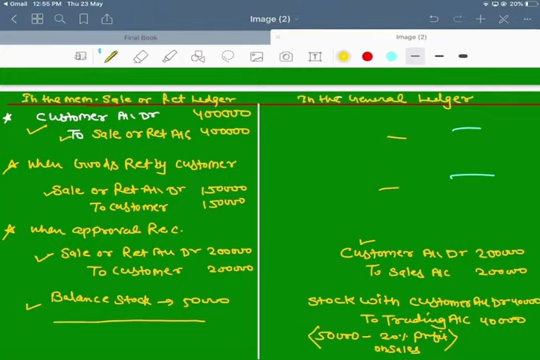 Gmail 12:55 PM Thu 23 May
20%
Image (2)
Final Book
Image (2)
In the mem. Sale or Ret Ledger
Customer A/c Dr 400000
To Sale or Ret A/c 400000
When Goods Ret by Customer
Sale or Ret A/c Dr 150000
To Customer 150000
When approval Rec.
Sale or Ret A/c Dr 200000
To Customer 200000
Balance Stock → 50000
In the General Ledger
—
—
Customer A/c Dr 200000
To Sales A/c 200000
Stock with Customer A/c Dr 40000
To Trading A/c 40000
(50000 - 20% Profit
on Sales)